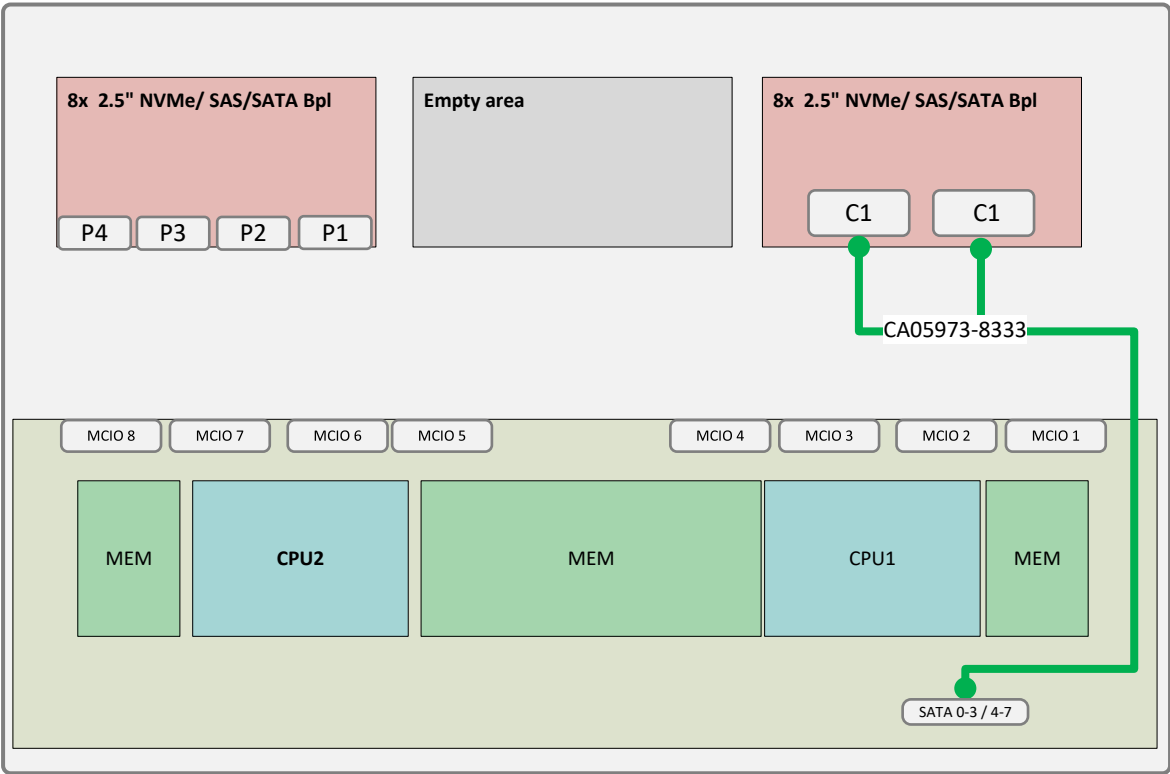 8x 2.5" NVMe/ SAS/SATA Bpl
Empty area
8x 2.5" NVMe/ SAS/SATA Bpl
P4
P3
P2
P1
C1
C1
CA05973-8333
MCIO 8
MCIO 7
MCIO 6
MCIO 5
MCIO 4
MCIO 3
MCIO 2
MCIO 1
MEM
CPU2
MEM
CPU1
MEM
SATA 0-3 / 4-7